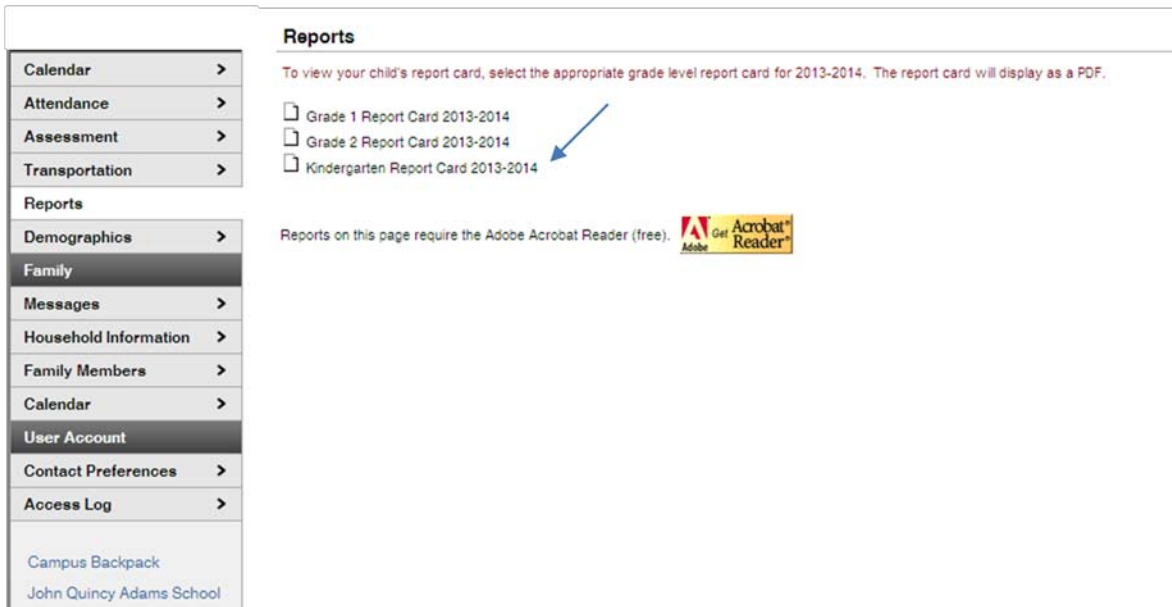 Calendar >
Attendance >
Assessment >
Transportation >
Reports
Demographics >
Family
Messages >
Household Information >
Family Members >
Calendar >
User Account
Contact Preferences >
Access Log >
Campus Backpack
John Quincy Adams School
Reports
To view your child's report card, select the appropriate grade level report card for 2013-2014. The report card will display as a PDF.
Grade 1 Report Card 2013-2014
Grade 2 Report Card 2013-2014
Kindergarten Report Card 2013-2014
Reports on this page require the Adobe Acrobat Reader (free).
Adobe
Get Acrobat®
Reader®